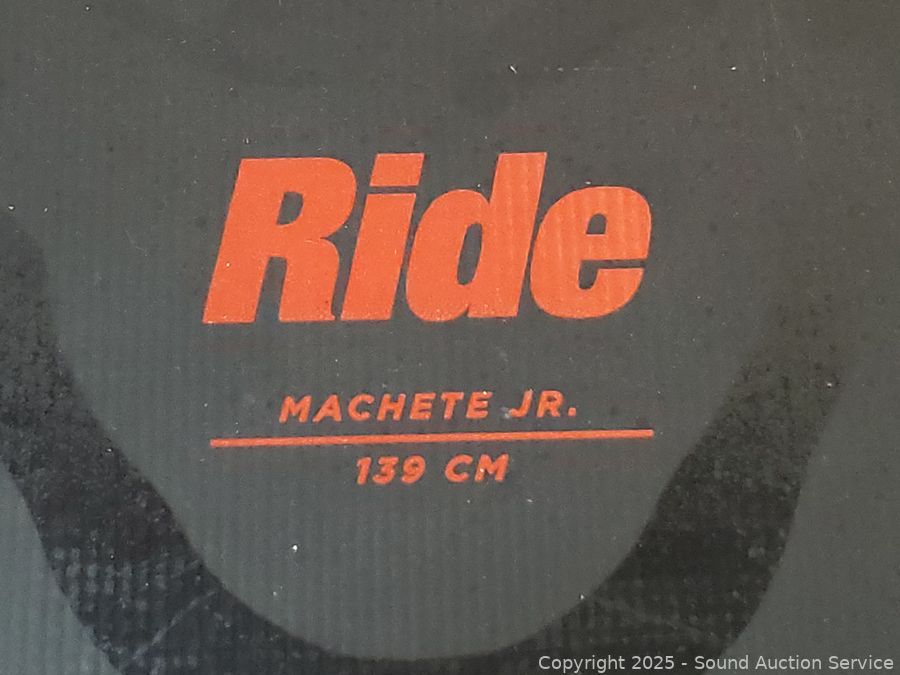 Ride
MACHETE JR.
139 CM
Copyright 2025 - Sound Auction Service